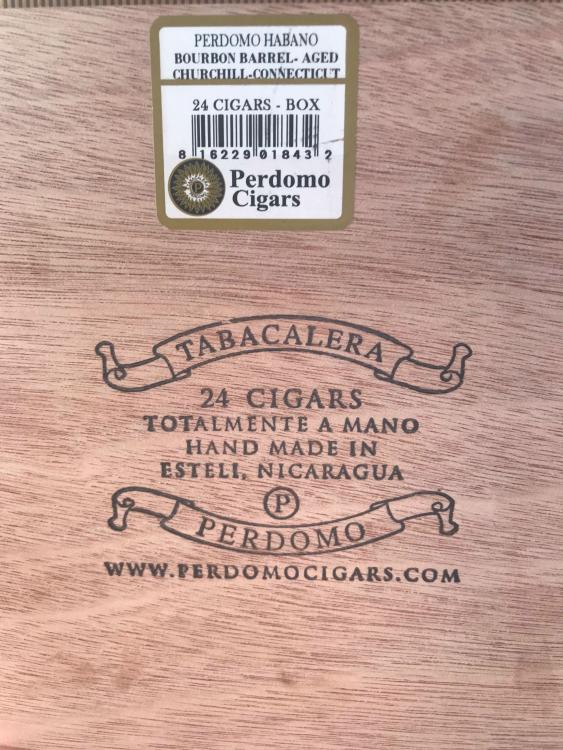 PERDOMO HABANO
BOURBON BARREL- AGED
CHURCHILL-CONNECTICUT
24 CIGARS - BOX
8 16229 01843 2
P
Perdomo
Cigars
TABACALERA
24 CIGARS
TOTALMENTE A MANO
HAND MADE IN
ESTELI, NICARAGUA
P
PERDOMO
WWW.PERDOMOCIGARS.COM